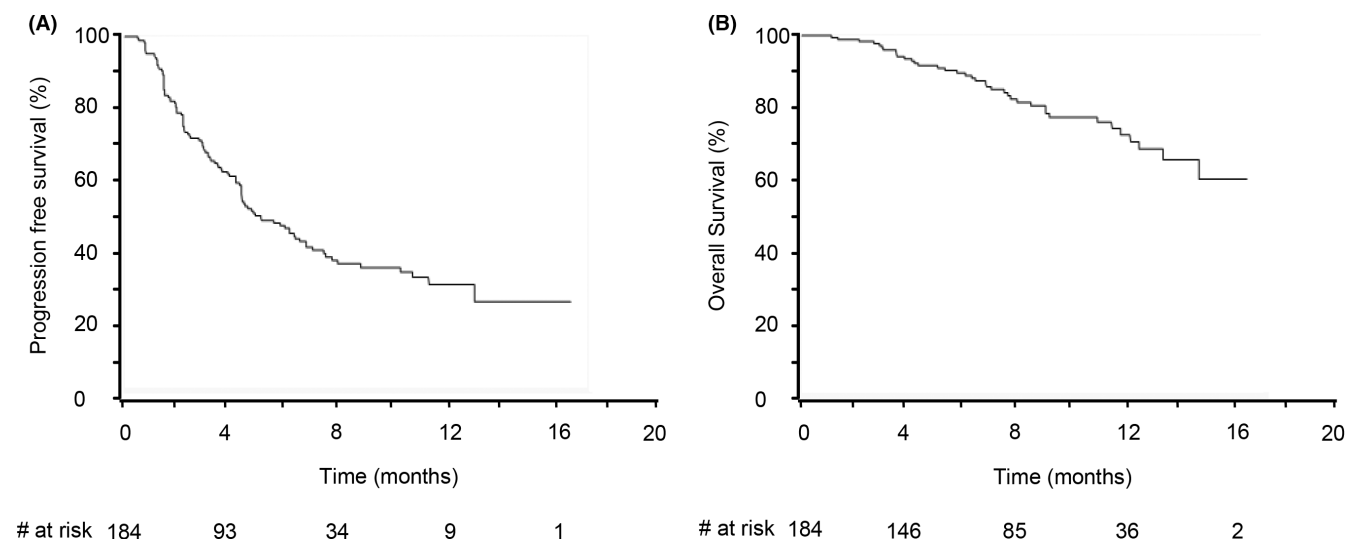 (A)
Progression free survival (%)
100
80
60
40
20
0
0 4 8 12 16 20
Time (months)
# at risk 184 93 34 9 1
(B)
Overall Survival (%)
100
80
60
40
20
0
0 4 8 12 16 20
Time (months)
# at risk 184 146 85 36 2